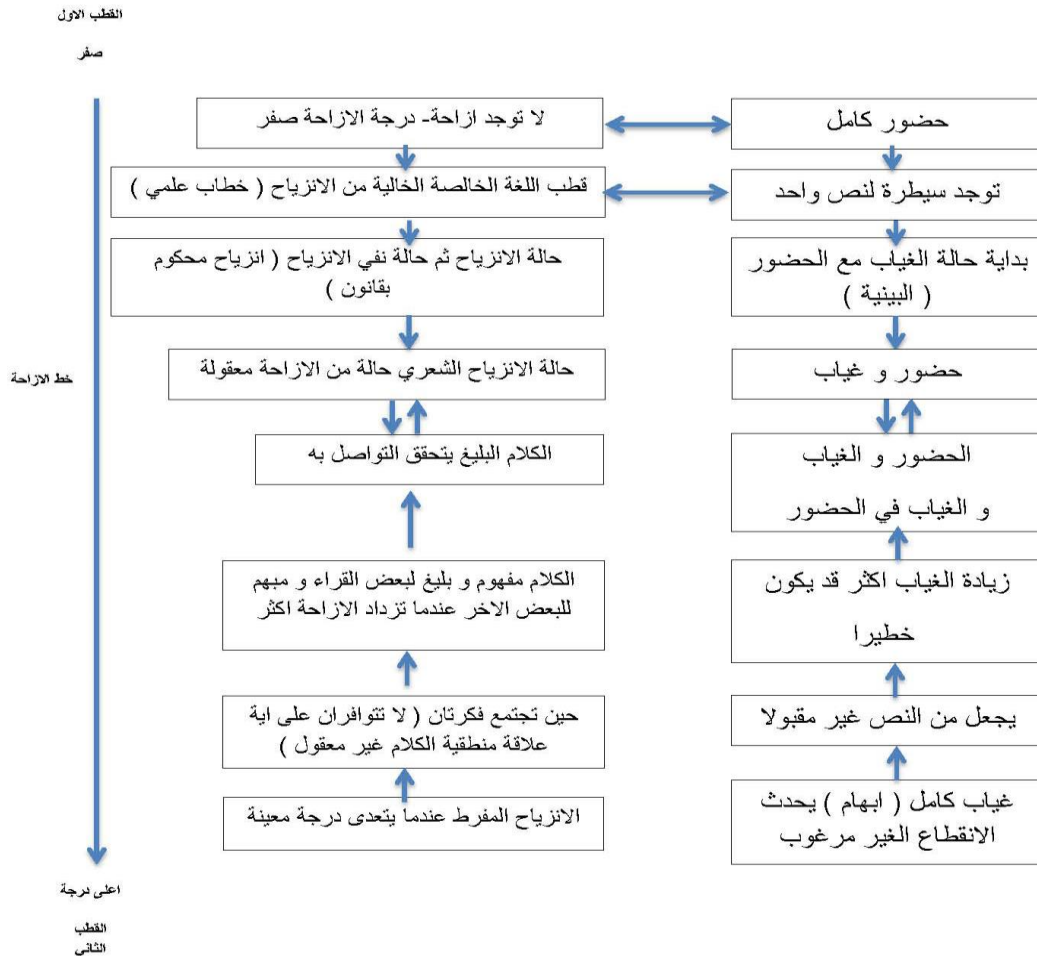 القطب الاول
صفر
حضور كامل
لا توجد ازاحة- درجة الازاحة صفر
توجد سيطرة لنص واحد
قطب اللغة الخالصة الخالية من الانزياح ( خطاب علمي )
بداية حالة الغياب مع الحضور
( البينية )
حالة الانزياح ثم حالة نفي الانزياح ( انزياح محكوم
بقانون )
حضور و غياب
حالة الانزياح الشعري حالة من الازاحة معقولة
خط الازاحة
الحضور و الغياب
و الغياب في الحضور
الكلام البليغ يتحقق التواصل به
زيادة الغياب اكثر قد يكون
خطيرا
الكلام مفهوم و بليغ لبعض القراء و مبهم
للبعض الاخر عندما تزداد الازاحة اكثر
يجعل من النص غير مقبولا
حين تجتمع فكرتان ( لا تتوافران على اية
علاقة منطقية الكلام غير معقول )
غياب كامل ( ابهام ) يحدث
الانقطاع الغير مرغوب
الانزياح المفرط عندما يتعدى درجة معينة
اعلى درجة
القطب
الثاني